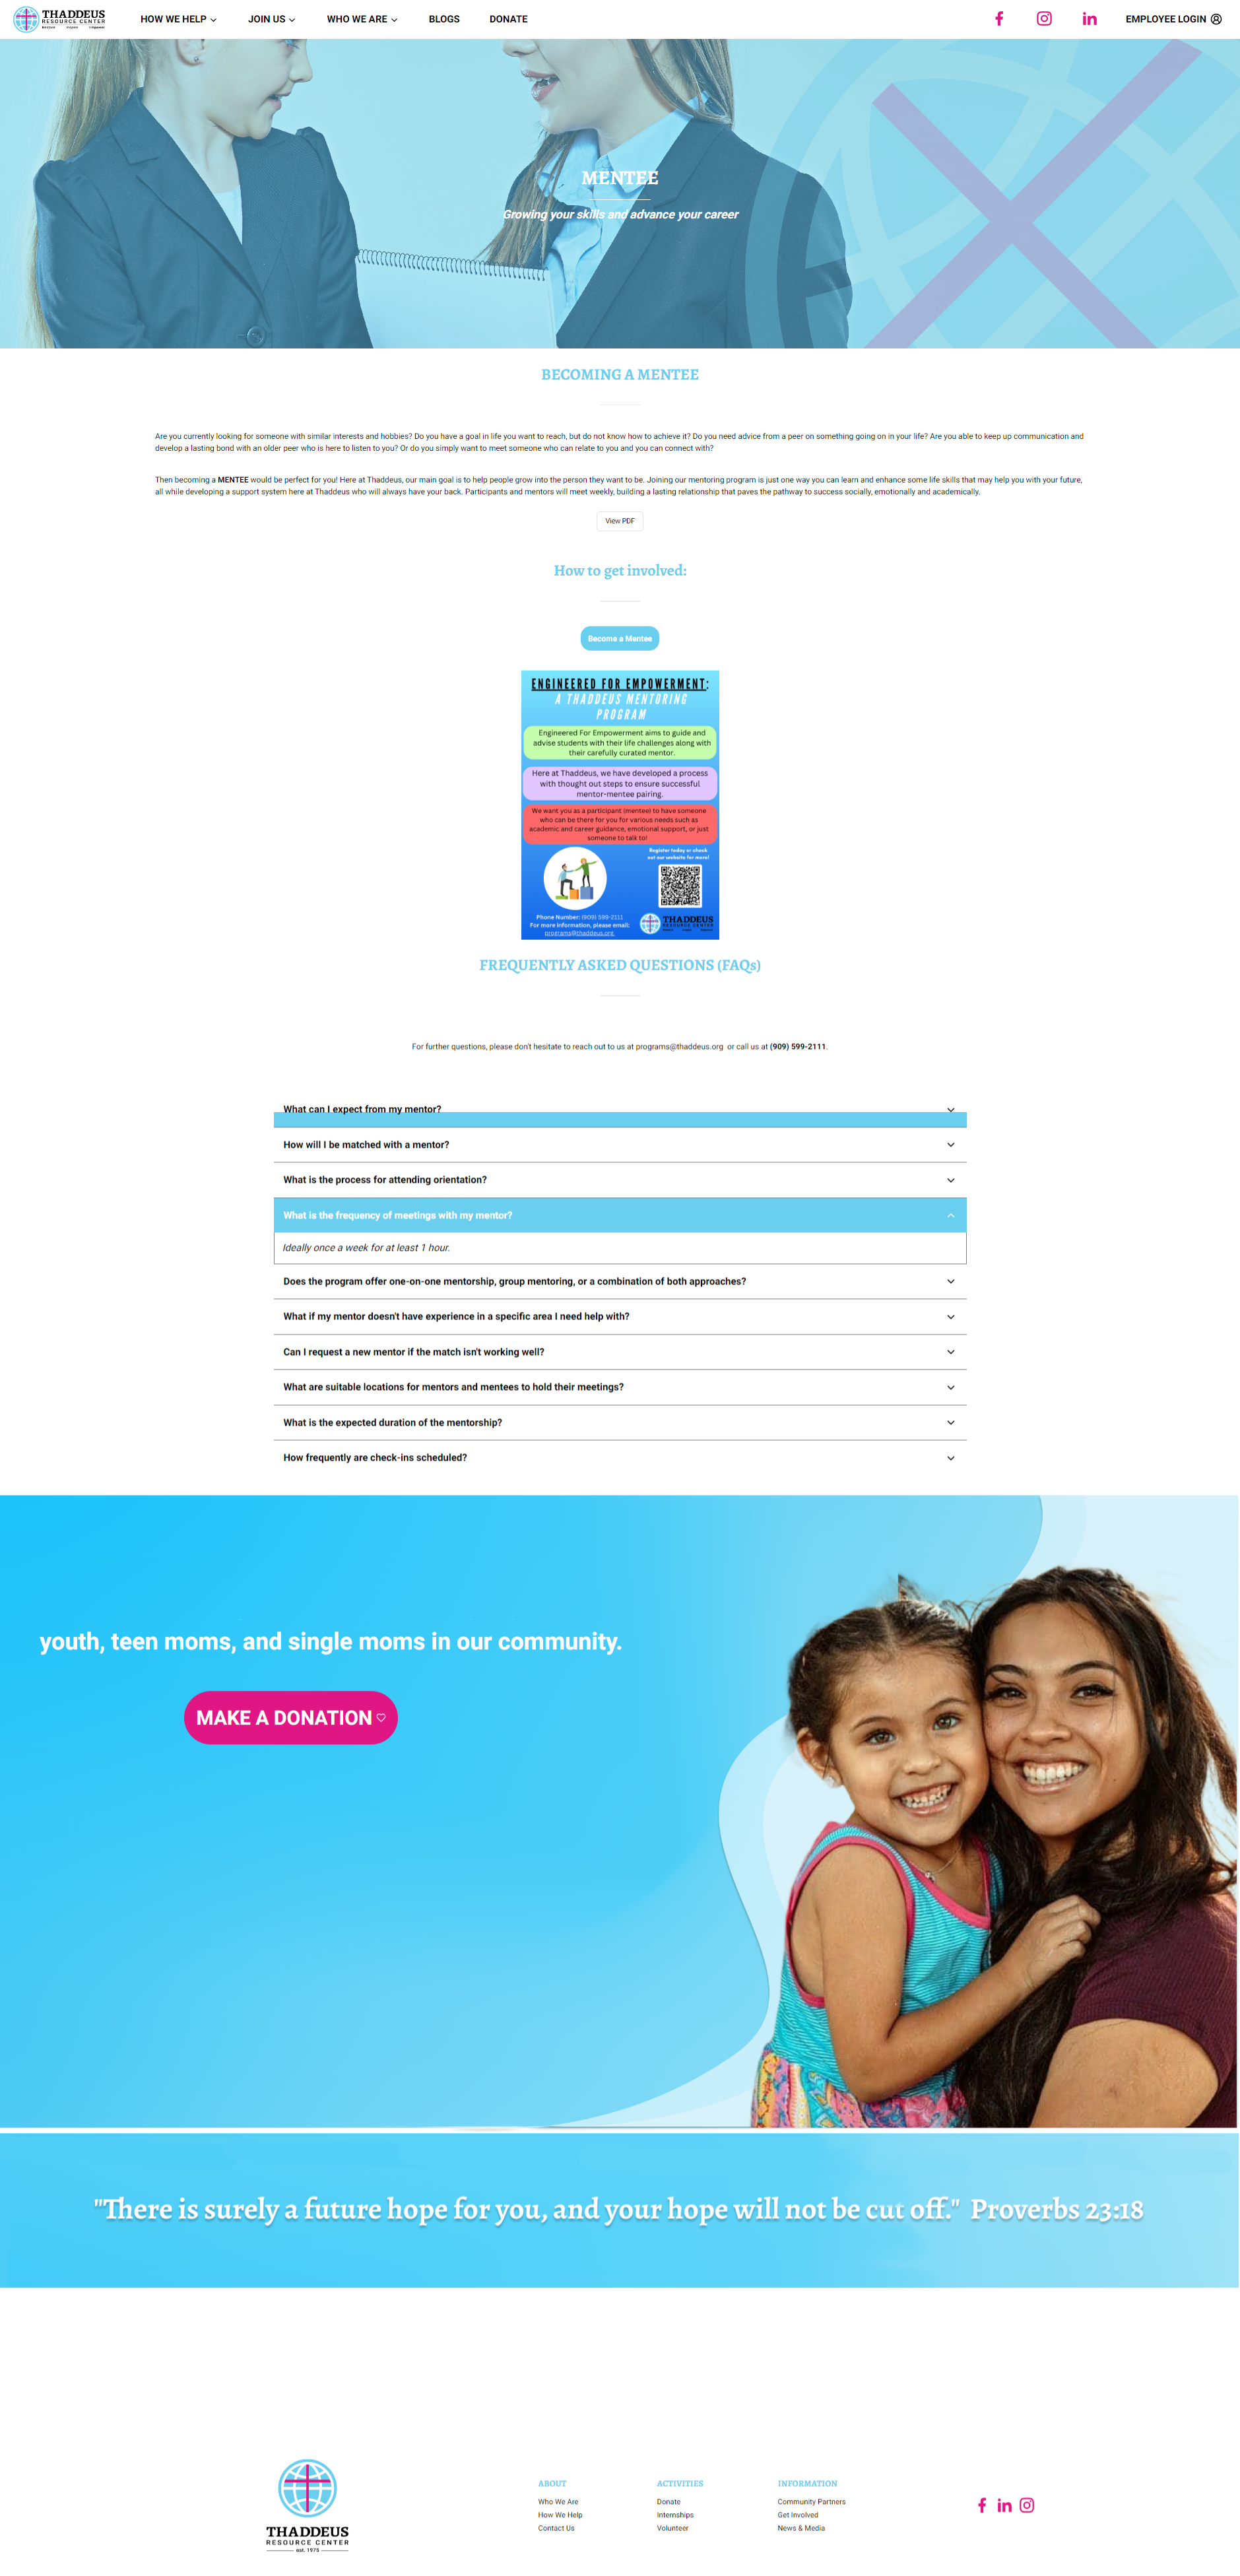 THADDEUS
RESOURCE CENTER
HOW WE HELP
JOIN US
WHO WE ARE
BLOGS
DONATE
EMPLOYEE LOGIN
MENTEE
Growing your skills and advance your career
BECOMING A MENTEE
Are you currently looking for someone with similar interests and hobbies? Do you have a goal in life you want to reach, but do not know how to achieve it? Do you need advice from a peer on something going on in your life? Are you able to keep up communication and
develop a lasting bond with an older peer who is here to listen to you? Or do you simply want to meet someone who can relate to you and you can connect with?
Then becoming a MENTEE would be perfect for you! Here at Thaddeus, our main goal is to help people grow into the person they want to be. Joining our mentoring program is just one way you can learn and enhance some life skills that may help you with your future,
all while developing a support system here at Thaddeus who will always have your back. Participants and mentors will meet weekly, building a lasting relationship that paves the pathway to success socially, emotionally and academically.
View PDF
How to get involved:
Become a Mentee
ENGINEERED FOR EMPOWERMENT:
A THADDEUS MENTORING
PROGRAM
Engineered For Empowerment aims to guide and
advise students with their life challenges along with
their carefully curated mentor.
Here at Thaddeus, we have developed a process
with thought out steps to ensure successful
mentor-mentee pairing.
We want you as a participant (mentee) to have someone
who can be there for you for various needs such as
academic and career guidance, emotional support, or just
someone to talk to!
Register today or check
out our website for more!
Phone Number: (909) 599-2111
For more information, please email:
programs@thaddeus.org
THADDEUS
RESOURCE CENTER
FREQUENTLY ASKED QUESTIONS (FAQs)
For further questions, please don't hesitate to reach out to us at programs@thaddeus.org or call us at (909) 599-2111.
What can I expect from my mentor?
How will I be matched with a mentor?
What is the process for attending orientation?
What is the frequency of meetings with my mentor?
Ideally once a week for at least 1 hour.
Does the program offer one-on-one mentorship, group mentoring, or a combination of both approaches?
What if my mentor doesn't have experience in a specific area I need help with?
Can I request a new mentor if the match isn't working well?
What are suitable locations for mentors and mentees to hold their meetings?
What is the expected duration of the mentorship?
How frequently are check-ins scheduled?
youth, teen moms, and single moms in our community.
MAKE A DONATION
"There is surely a future hope for you, and your hope will not be cut off." Proverbs 23:18
THADDEUS
RESOURCE CENTER
est. 1975
ABOUT
Who We Are
How We Help
Contact Us
ACTIVITIES
Donate
Internships
Volunteer
INFORMATION
Community Partners
Get Involved
News & Media